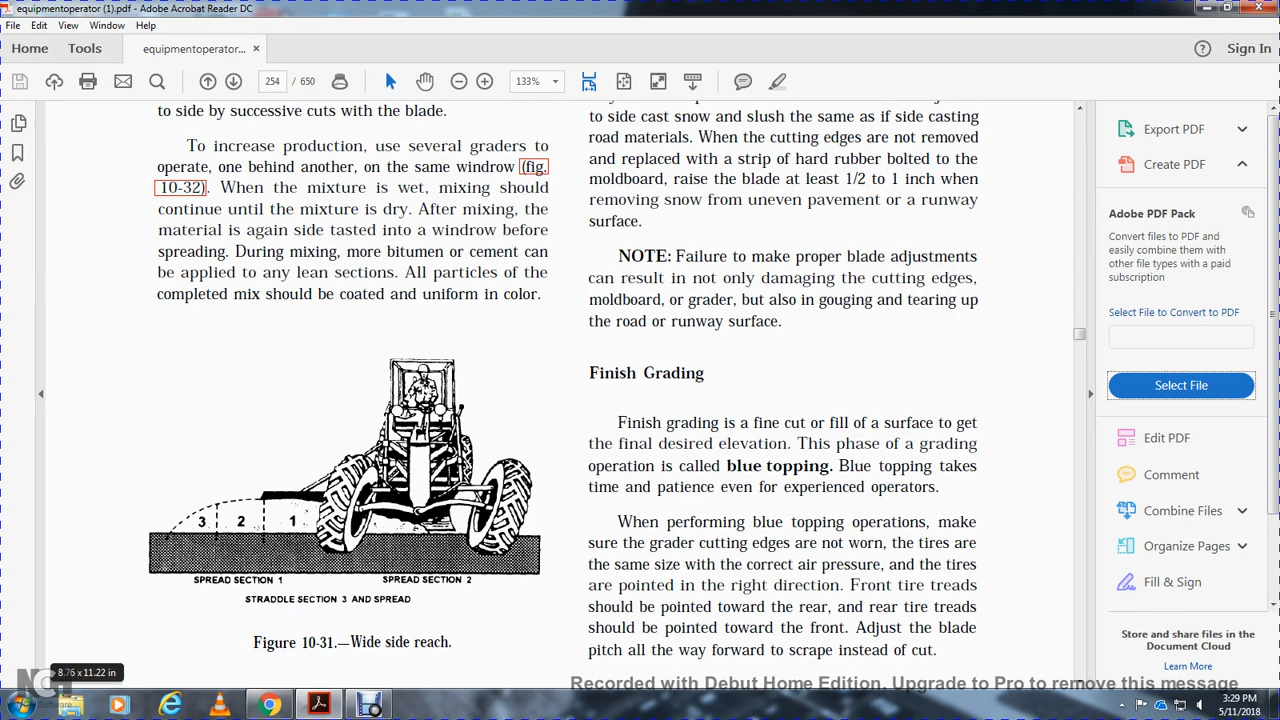 equipmentoperator (1).pdf - Adobe Acrobat Reader DC
File Edit View Window Help
Home Tools equipmentoperator... × Sign In
254 / 650 133%
to side by successive cuts with the blade.
To increase production, use several graders to
operate, one behind another, on the same windrow (fig.
10-32). When the mixture is wet, mixing should
continue until the mixture is dry. After mixing, the
material is again side tasted into a windrow before
spreading. During mixing, more bitumen or cement can
be applied to any lean sections. All particles of the
completed mix should be coated and uniform in color.
3 2 1
SPREAD SECTION 1 SPREAD SECTION 2
STRADDLE SECTION 3 AND SPREAD
Figure 10-31.—Wide side reach.
to side cast snow and slush the same as if side casting
road materials. When the cutting edges are not removed
and replaced with a strip of hard rubber bolted to the
moldboard, raise the blade at least 1/2 to 1 inch when
removing snow from uneven pavement or a runway
surface.
NOTE: Failure to make proper blade adjustments
can result in not only damaging the cutting edges,
moldboard, or grader, but also in gouging and tearing up
the road or runway surface.
Finish Grading
Finish grading is a fine cut or fill of a surface to get
the final desired elevation. This phase of a grading
operation is called blue topping. Blue topping takes
time and patience even for experienced operators.
When performing blue topping operations, make
sure the grader cutting edges are not worn, the tires are
the same size with the correct air pressure, and the tires
are pointed in the right direction. Front tire treads
should be pointed toward the rear, and rear tire treads
should be pointed toward the front. Adjust the blade
pitch all the way forward to scrape instead of cut.
Export PDF
Create PDF
Adobe PDF Pack
Convert files to PDF and
easily combine them with
other file types with a paid
subscription
Select File to Convert to PDF
Select File
Edit PDF
Comment
Combine Files
Organize Pages
Fill & Sign
Store and share files in the
Document Cloud
Learn More
8.76 x 11.22 in
NCH
Software
Recorded with Debut Home Edition. Upgrade to Pro to remove this message
3:29 PM
5/11/2018